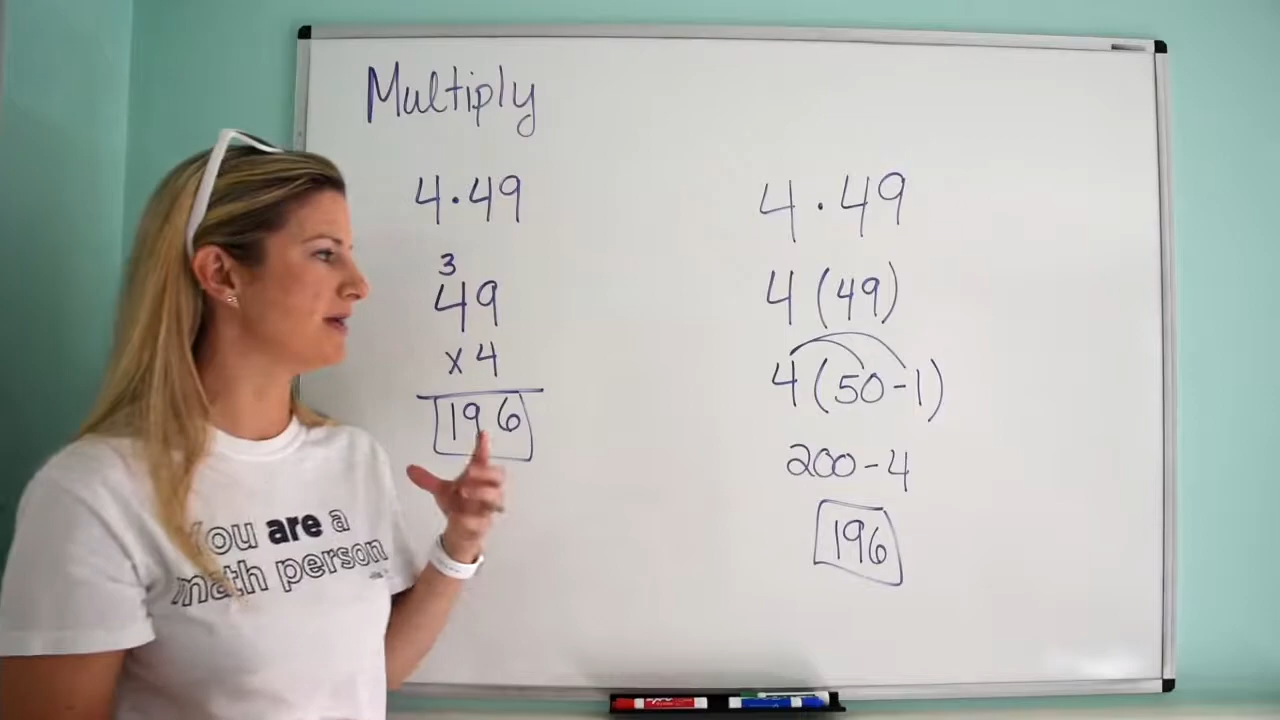 Multiply
4·49
3
49
x4
196
4·49
4(49)
4(50-1)
200-4
196
You are a
math person